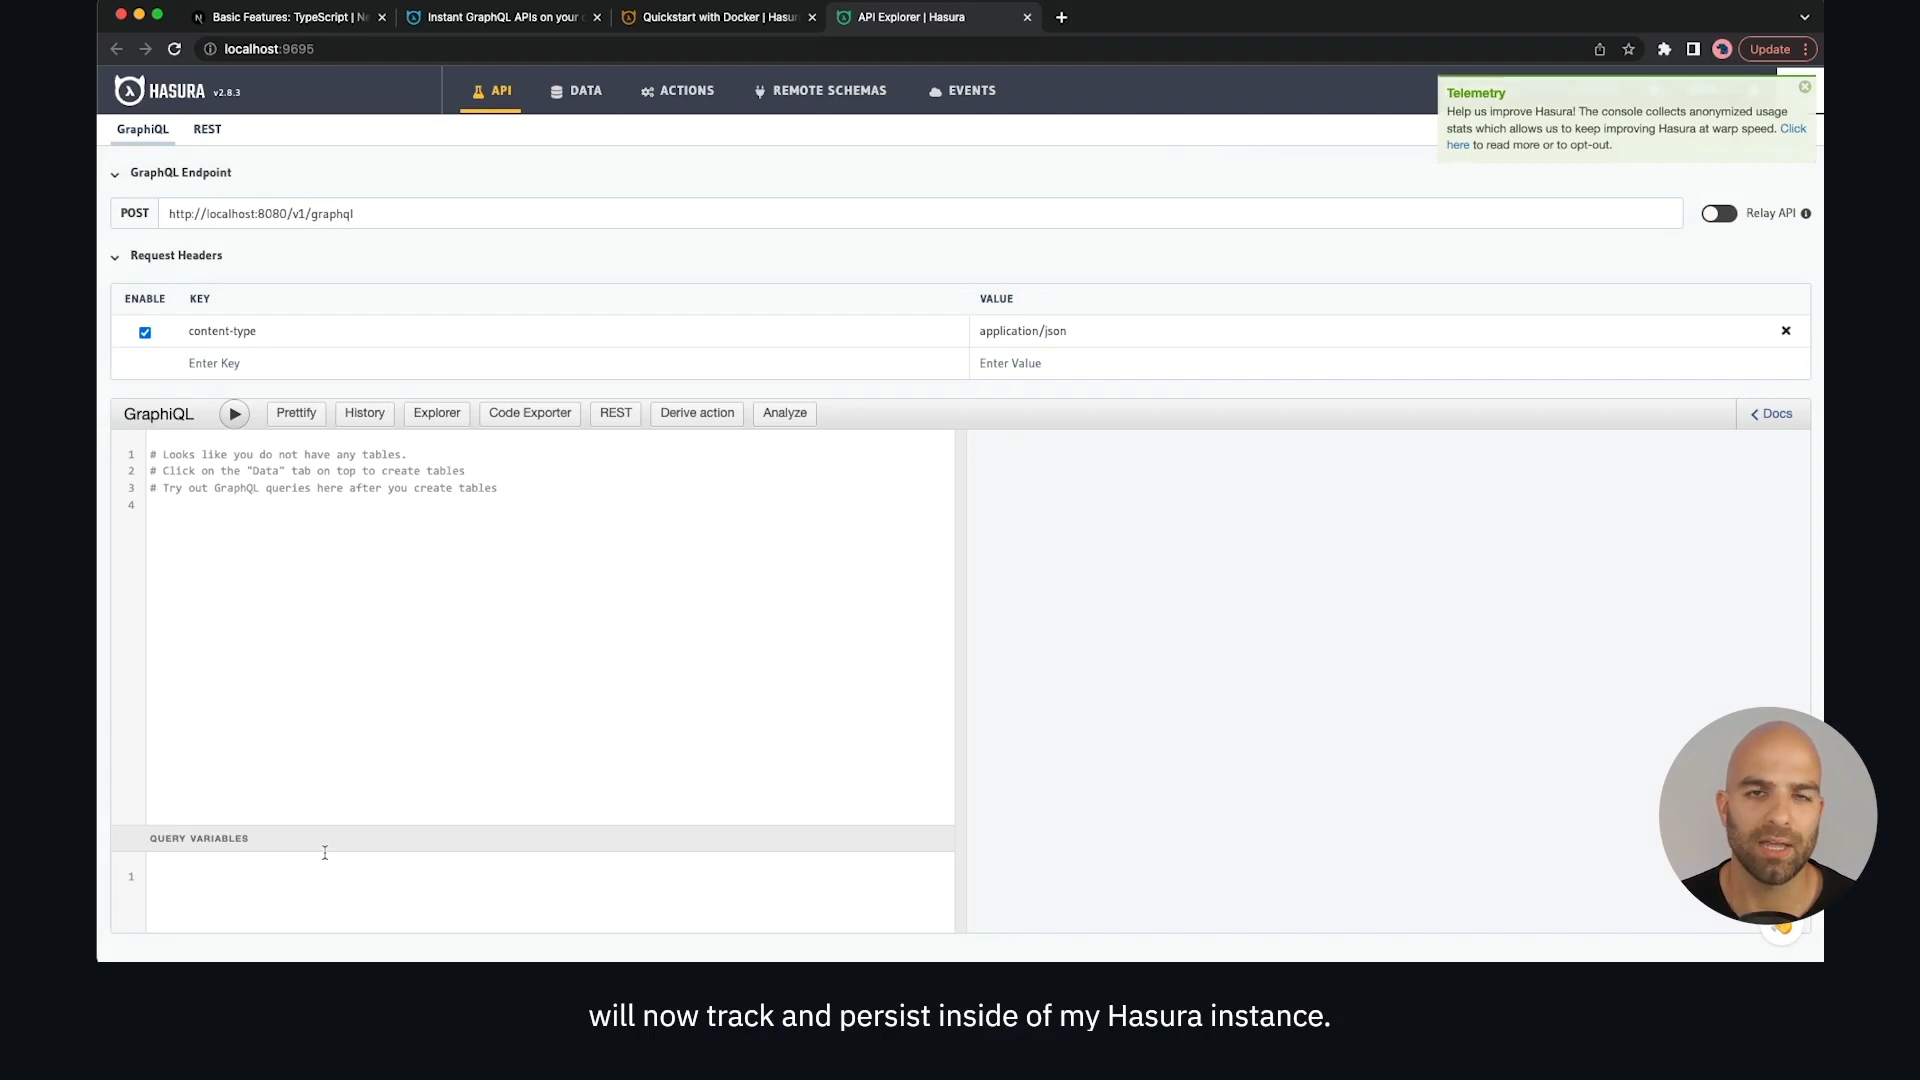 Basic Features: TypeScript | Ne
Instant GraphQL APIs on your
Quickstart with Docker | Hasur
API Explorer | Hasura
localhost:9695
Update
HASURA v2.8.3
API
DATA
ACTIONS
REMOTE SCHEMAS
EVENTS
Telemetry
Help us improve Hasura! The console collects anonymized usage
stats which allows us to keep improving Hasura at warp speed. Click
here to read more or to opt-out.
GraphiQL
REST
GraphQL Endpoint
POST
http://localhost:8080/v1/graphql
Relay API
Request Headers
ENABLE
KEY
VALUE
content-type
application/json
Enter Key
Enter Value
GraphiQL
Prettify
History
Explorer
Code Exporter
REST
Derive action
Analyze
Docs
1 # Looks like you do not have any tables.
2 # Click on the "Data" tab on top to create tables
3 # Try out GraphQL queries here after you create tables
4
QUERY VARIABLES
1
will now track and persist inside of my Hasura instance.